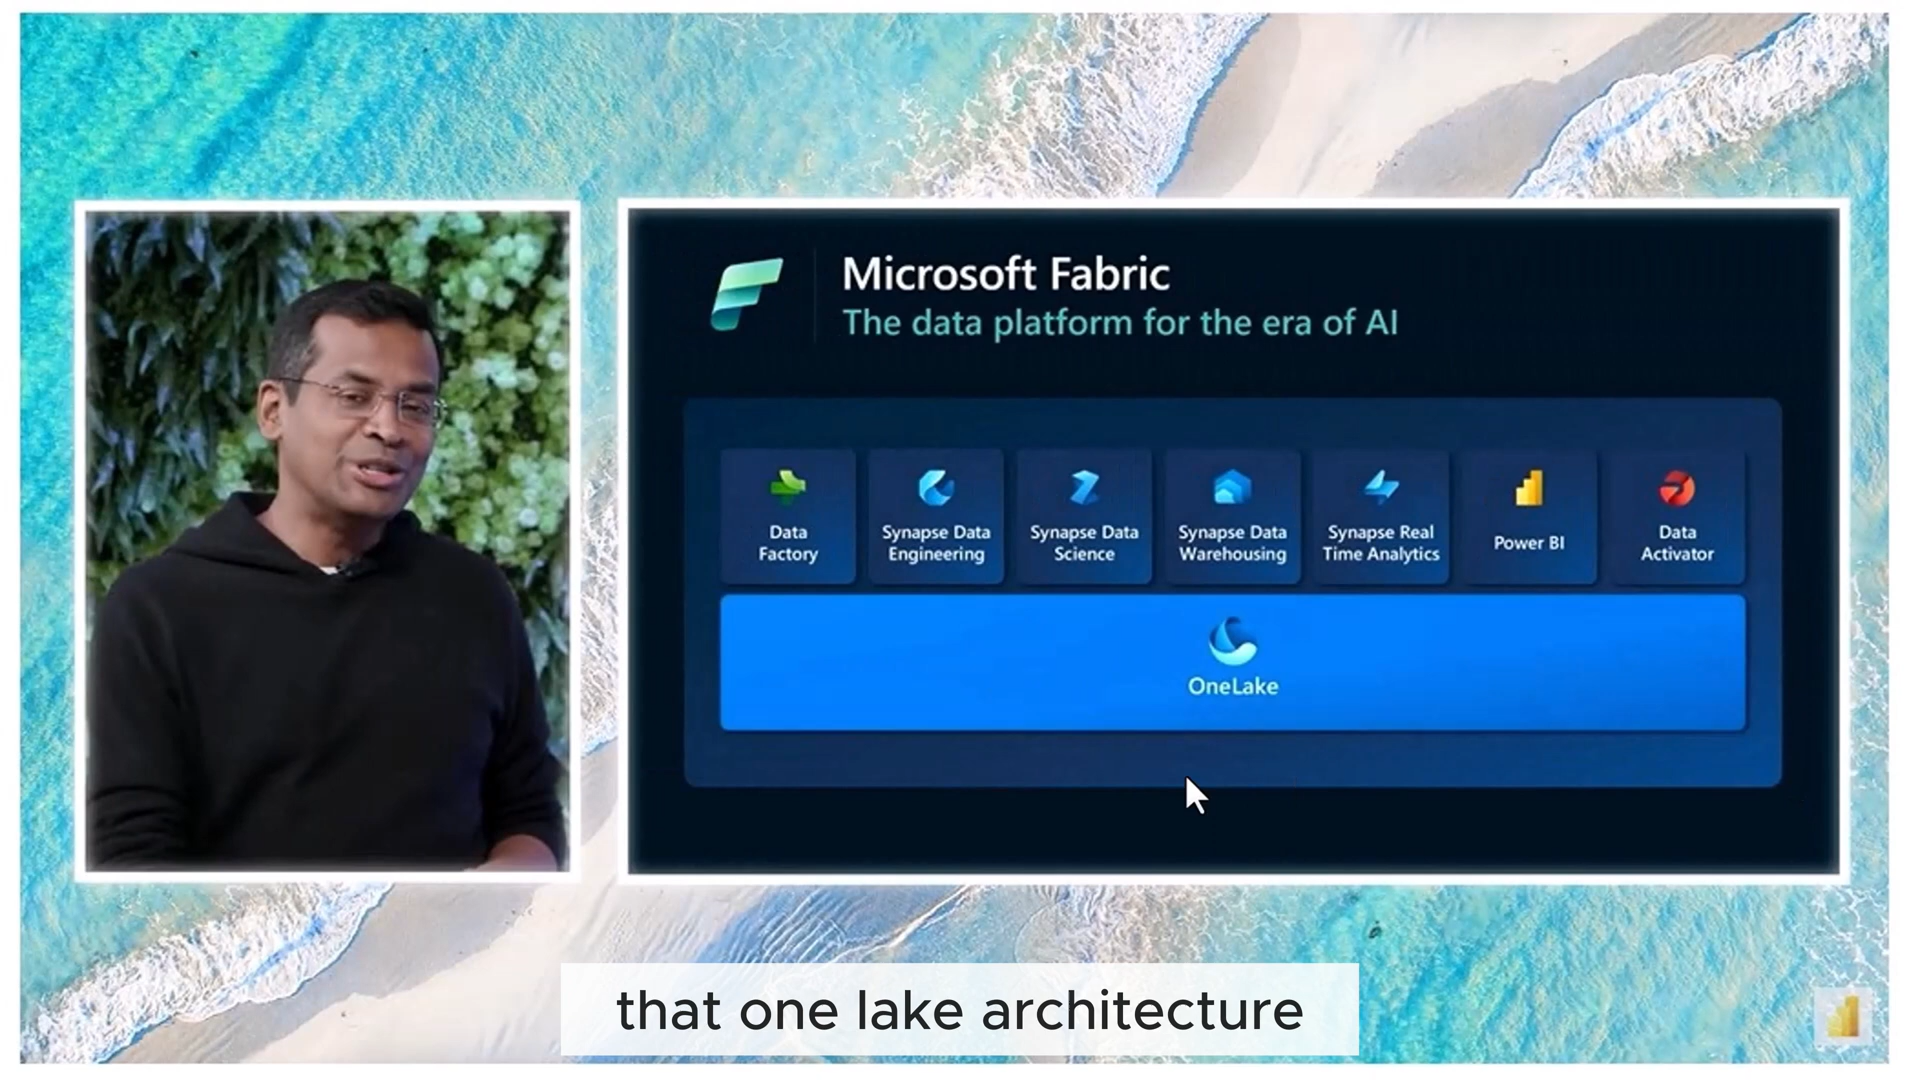 Microsoft Fabric
The data platform for the era of AI
Data
Factory
Synapse Data
Engineering
Synapse Data
Science
Synapse Data
Warehousing
Synapse Real
Time Analytics
Power BI
Data
Activator
OneLake
that one lake architecture